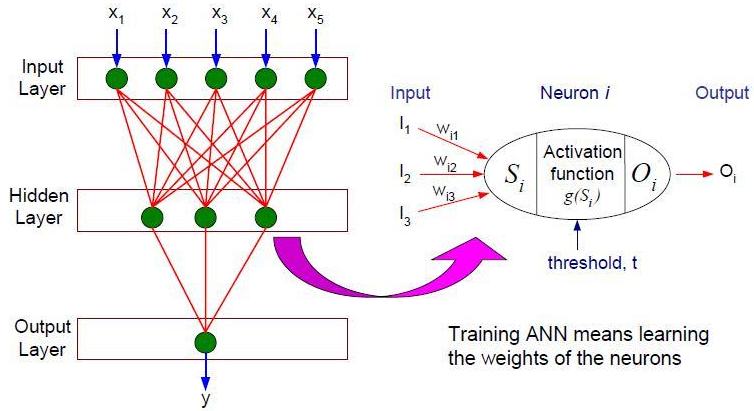 x1 x2 x3 x4 x5
Input
Layer
Hidden
Layer
Output
Layer
y
Input
Neuron i
Output
I1
I2
I3
wi1
wi2
wi3
Si
Activation
function
g(Si)
Oi
Oi
threshold, t
Training ANN means learning
the weights of the neurons